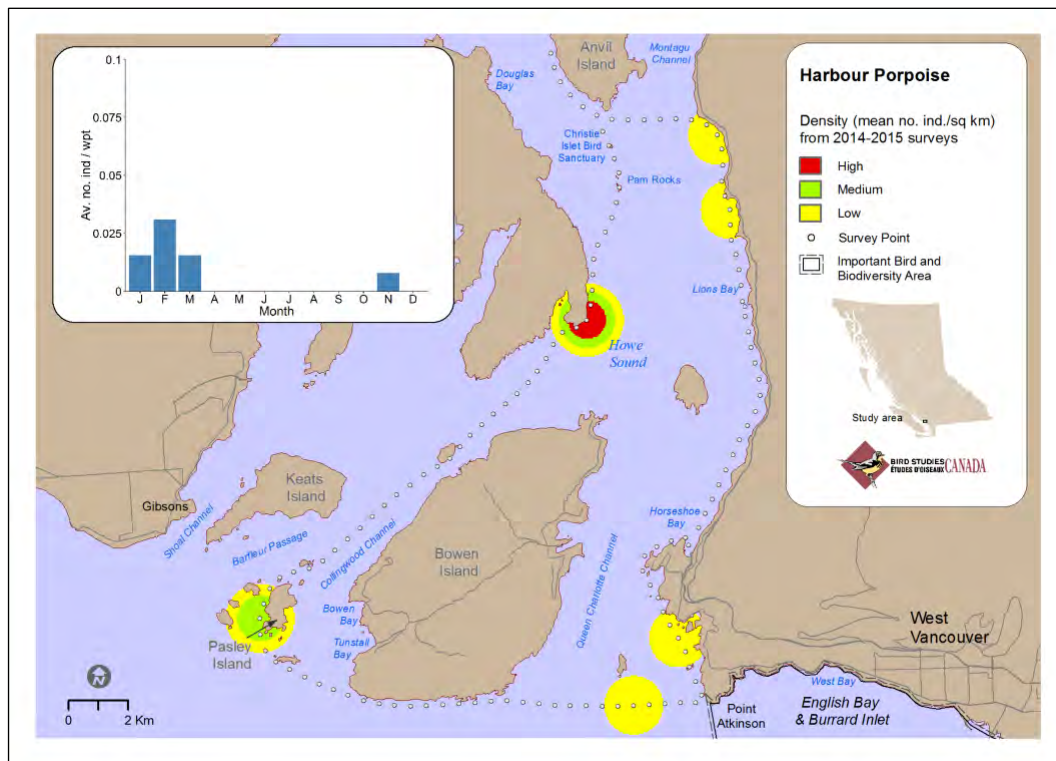 0.1
0.075
0.05
0.025
0
Av. no. ind / wpt
J F M A M J J A S O N D
Month
Anvil
Island
Montagu
Channel
Douglas
Bay
Christie
Islet Bird
Sanctuary
Pam Rocks
Lions Bay
Howe
Sound
Keats
Island
Gibsons
Shoal Channel
Barfleur Passage
Collingwood Channel
Bowen
Island
Horseshoe
Bay
Queen Charlotte Channel
Bowen
Bay
Tunstall
Bay
Pasley
Island
West
Vancouver
West Bay
Point
Atkinson
English Bay
& Burrard Inlet
N
0 2 Km
Harbour Porpoise
Density (mean no. ind./sq km)
from 2014-2015 surveys
High
Medium
Low
Survey Point
Important Bird and
Biodiversity Area
Study area
BIRD STUDIES
ÉTUDES D'OISEAUX
CANADA